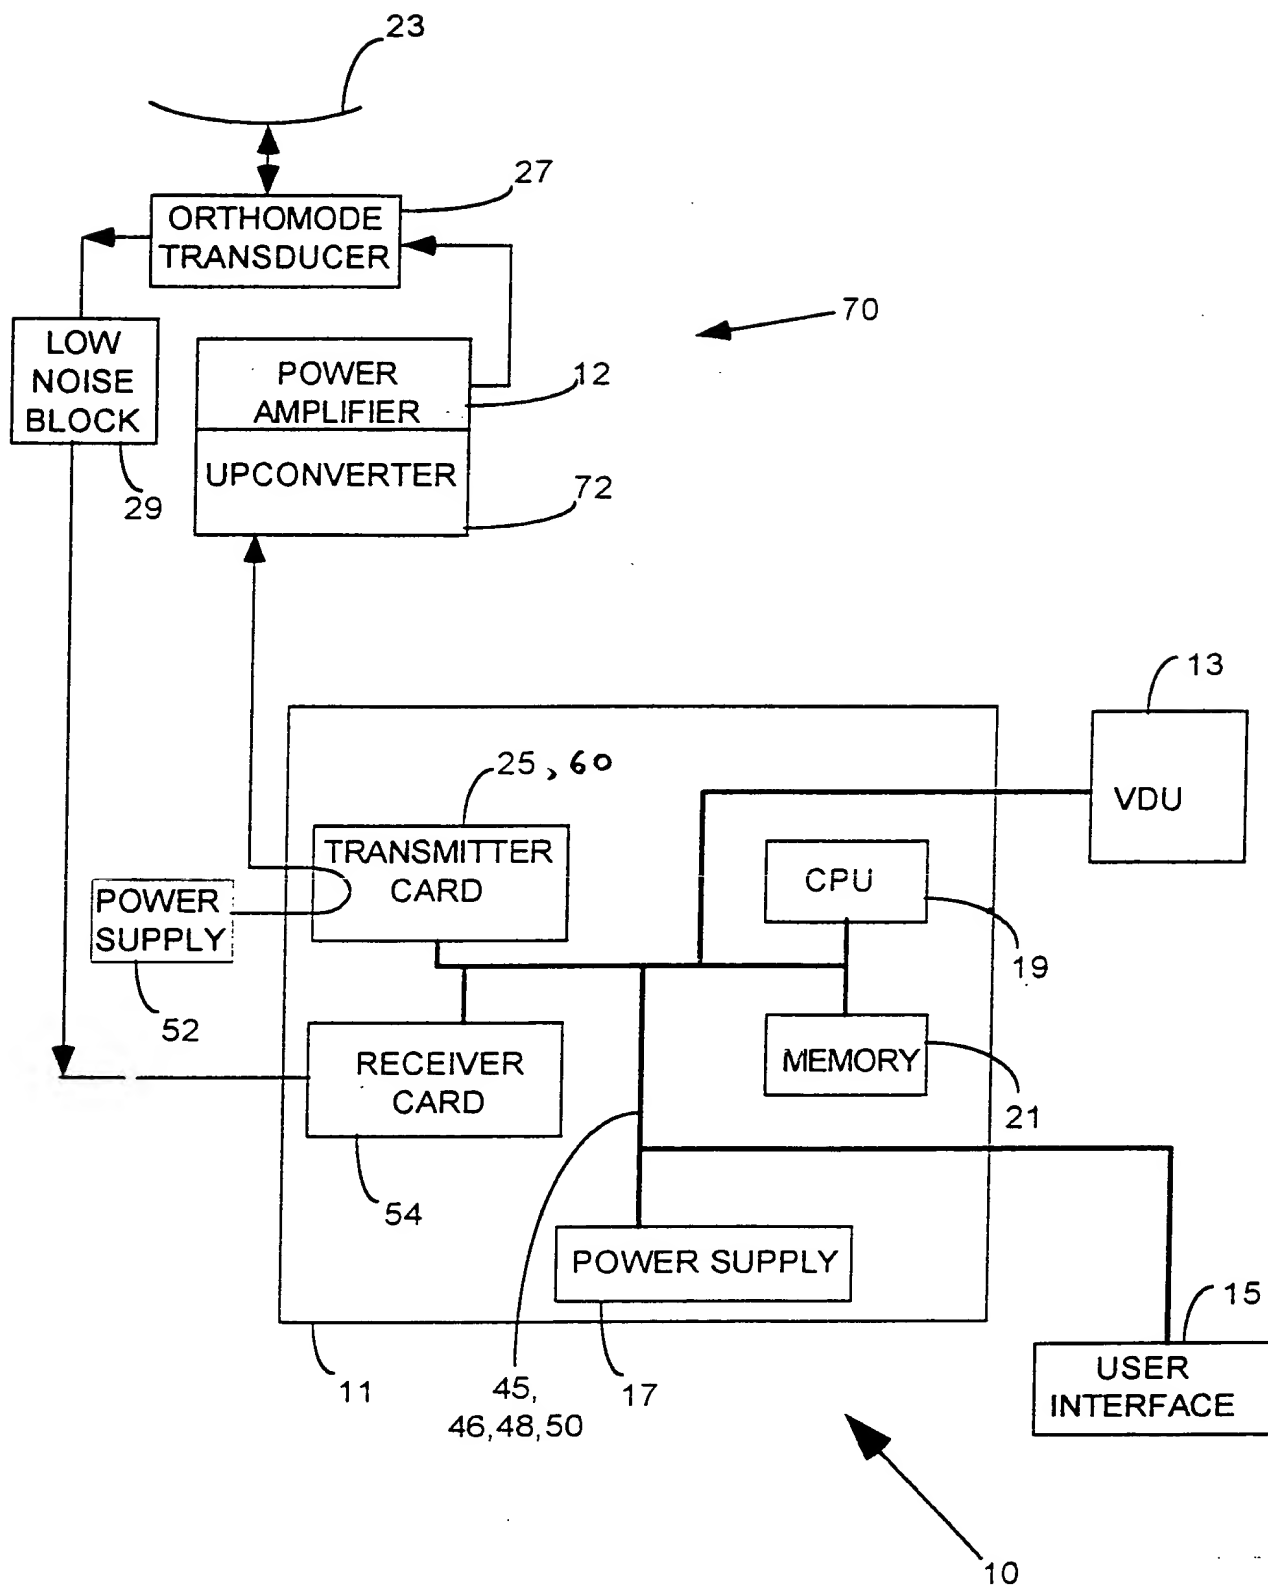 23
27
ORTHOMODE
TRANSDUCER
70
LOW
NOISE
BLOCK
POWER
AMPLIFIER
12
UPCONVERTER
72
29
13
VDU
25, 60
TRANSMITTER
CARD
CPU
POWER
SUPPLY
19
52
RECEIVER
CARD
MEMORY
21
54
POWER SUPPLY
15
11
45,
46,48,50
17
USER
INTERFACE
10